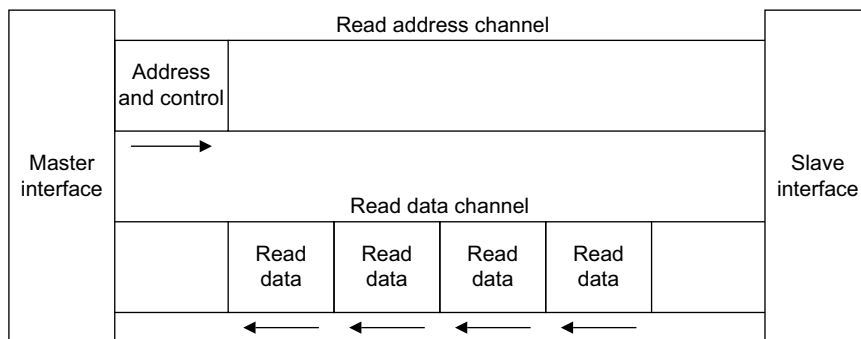 Read address channel
Address
and control
Master
interface
Slave
interface
Read data channel
Read
data
Read
data
Read
data
Read
data